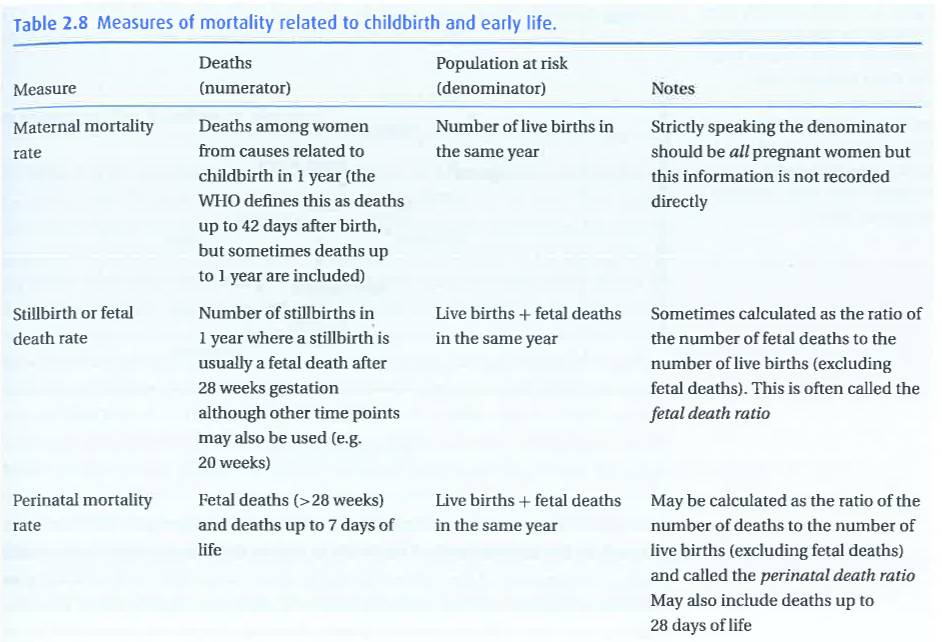 Table 2.8 Measures of mortality related to childbirth and early life.
Measure
Deaths
(numerator)
Population at risk
(denominator)
Notes
Maternal mortality
rate
Deaths among women
from causes related to
childbirth in 1 year (the
WHO defines this as deaths
up to 42 days after birth,
but sometimes deaths up
to 1 year are included)
Number of live births in
the same year
Strictly speaking the denominator
should be all pregnant women but
this information is not recorded
directly
Stillbirth or fetal
death rate
Number of stillbirths in
1 year where a stillbirth is
usually a fetal death after
28 weeks gestation
although other time points
may also be used (e.g.
20 weeks)
Live births + fetal deaths
in the same year
Sometimes calculated as the ratio of
the number of fetal deaths to the
number of live births (excluding
fetal deaths). This is often called the
fetal death ratio
Perinatal mortality
rate
Fetal deaths (>28 weeks)
and deaths up to 7 days of
life
Live births + fetal deaths
in the same year
May be calculated as the ratio of the
number of deaths to the number of
live births (excluding fetal deaths)
and called the perinatal death ratio
May also include deaths up to
28 days of life